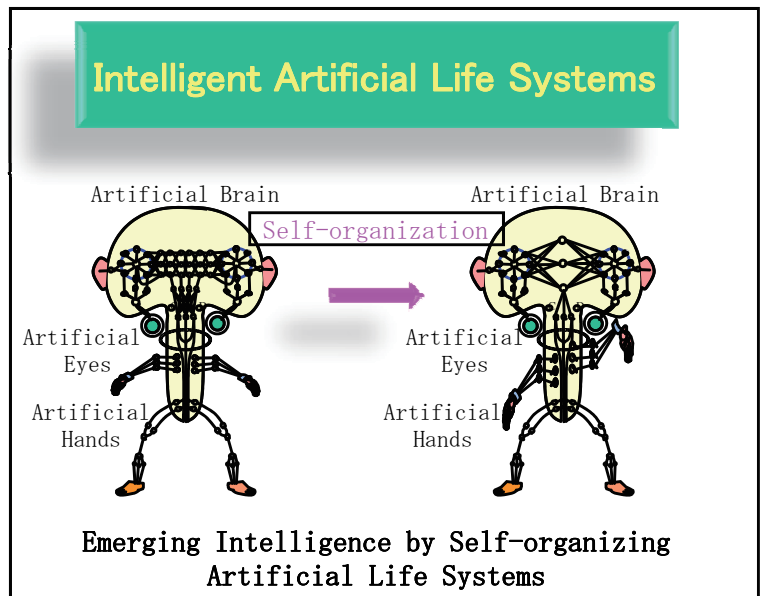 Intelligent Artificial Life Systems
Artificial Brain
Artificial Brain
Self-organization
Artificial
Eyes
Artificial
Eyes
Artificial
Hands
Artificial
Hands
Emerging Intelligence by Self-organizing
Artificial Life Systems